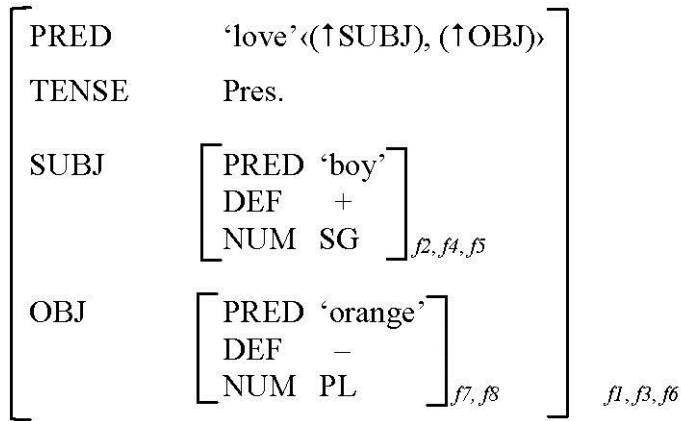 PRED ‘love’‹(↑SUBJ), (↑OBJ)›
TENSE Pres.
SUBJ PRED ‘boy’
DEF +
NUM SG f2, f4, f5
OBJ PRED ‘orange’
DEF –
NUM PL f7, f8 f1, f3, f6